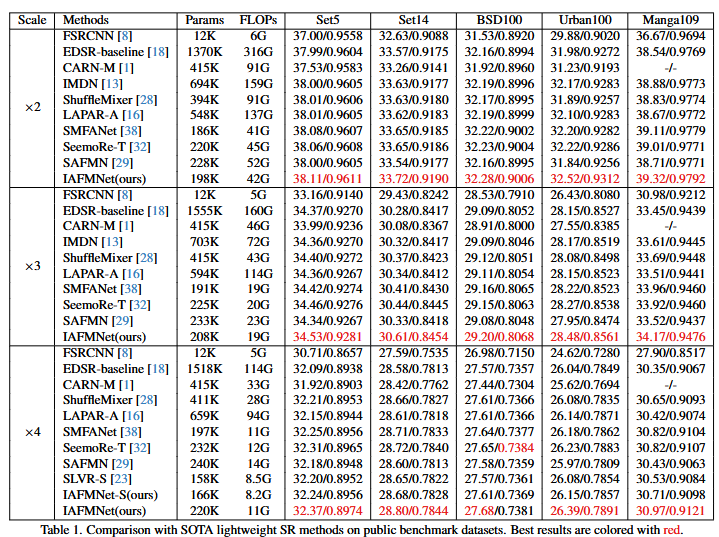 Scale Methods Params FLOPs Set5 Set14 BSD100 Urban100 Manga109
FSRCNN [8] 12K 6G 37.00/0.9558 32.63/0.9088 31.53/0.8920 29.88/0.9020 36.67/0.9694
EDSR-baseline [18] 1370K 316G 37.99/0.9604 33.57/0.9175 32.16/0.8994 31.98/0.9272 38.54/0.9769
CARN-M [1] 415K 91G 37.53/0.9583 33.26/0.9141 31.92/0.8960 31.23/0.9193 -/-
IMDN [13] 694K 159G 38.00/0.9605 33.63/0.9177 32.19/0.8996 32.17/0.9283 38.88/0.9773
ShuffleMixer [28] 394K 91G 38.01/0.9606 33.63/0.9180 32.17/0.8995 31.89/0.9257 38.83/0.9774
×2 LAPAR-A [16] 548K 137G 38.01/0.9605 33.62/0.9183 32.19/0.8999 32.10/0.9283 38.67/0.9772
SMFANet [38] 186K 41G 38.08/0.9607 33.65/0.9185 32.22/0.9002 32.20/0.9282 39.11/0.9779
SeemoRe-T [32] 220K 45G 38.06/0.9608 33.65/0.9186 32.23/0.9004 32.22/0.9286 39.01/0.9771
SAFMN [29] 228K 52G 38.00/0.9605 33.54/0.9177 32.16/0.8995 31.84/0.9256 38.71/0.9771
IAFMNet(ours) 198K 42G 38.11/0.9611 33.72/0.9190 32.28/0.9006 32.52/0.9312 39.32/0.9792
FSRCNN [8] 12K 5G 33.16/0.9140 29.43/0.8242 28.53/0.7910 26.43/0.8080 30.98/0.9212
EDSR-baseline [18] 1555K 160G 34.37/0.9270 30.28/0.8417 29.09/0.8052 28.15/0.8527 33.45/0.9439
CARN-M [1] 415K 46G 33.99/0.9236 30.08/0.8367 28.91/0.8000 27.55/0.8385 -/-
IMDN [13] 703K 72G 34.36/0.9270 30.32/0.8417 29.09/0.8046 28.17/0.8519 33.61/0.9445
ShuffleMixer [28] 415K 43G 34.40/0.9272 30.37/0.8423 29.12/0.8051 28.08/0.8498 33.69/0.9448
×3 LAPAR-A [16] 594K 114G 34.36/0.9267 30.34/0.8412 29.11/0.8054 28.15/0.8523 33.51/0.9441
SMFANet [38] 191K 19G 34.42/0.9274 30.41/0.8430 29.16/0.8065 28.22/0.8523 33.96/0.9460
SeemoRe-T [32] 225K 20G 34.46/0.9276 30.44/0.8445 29.15/0.8063 28.27/0.8538 33.92/0.9460
SAFMN [29] 233K 23G 34.34/0.9267 30.33/0.8418 29.08/0.8048 27.95/0.8474 33.52/0.9437
IAFMNet(ours) 208K 19G 34.53/0.9281 30.61/0.8454 29.20/0.8068 28.48/0.8561 34.17/0.9476
FSRCNN [8] 12K 5G 30.71/0.8657 27.59/0.7535 26.98/0.7150 24.62/0.7280 27.90/0.8517
EDSR-baseline [18] 1518K 114G 32.09/0.8938 28.58/0.7813 27.57/0.7357 26.04/0.7849 30.35/0.9067
CARN-M [1] 415K 33G 31.92/0.8903 28.42/0.7762 27.44/0.7304 25.62/0.7694 -/-
ShuffleMixer [28] 411K 28G 32.21/0.8953 28.66/0.7827 27.61/0.7366 26.08/0.7835 30.65/0.9093
LAPAR-A [16] 659K 94G 32.15/0.8944 28.61/0.7818 27.61/0.7366 26.14/0.7871 30.42/0.9074
×4 SMFANet [38] 197K 11G 32.25/0.8956 28.71/0.7833 27.64/0.7377 26.18/0.7862 30.82/0.9104
SeemoRe-T [32] 232K 12G 32.31/0.8965 28.72/0.7840 27.65/0.7384 26.23/0.7883 30.82/0.9107
SAFMN [29] 240K 14G 32.18/0.8948 28.60/0.7813 27.58/0.7359 25.97/0.7809 30.43/0.9063
SLVR-S [23] 158K 8.5G 32.20/0.8952 28.65/0.7822 27.57/0.7361 26.08/0.7854 30.53/0.9084
IAFMNet-S(ours) 166K 8.2G 32.24/0.8956 28.68/0.7828 27.61/0.7369 26.15/0.7857 30.71/0.9098
IAFMNet(ours) 220K 11G 32.37/0.8974 28.80/0.7844 27.68/0.7381 26.39/0.7891 30.97/0.9121
Table 1. Comparison with SOTA lightweight SR methods on public benchmark datasets. Best results are colored with red.